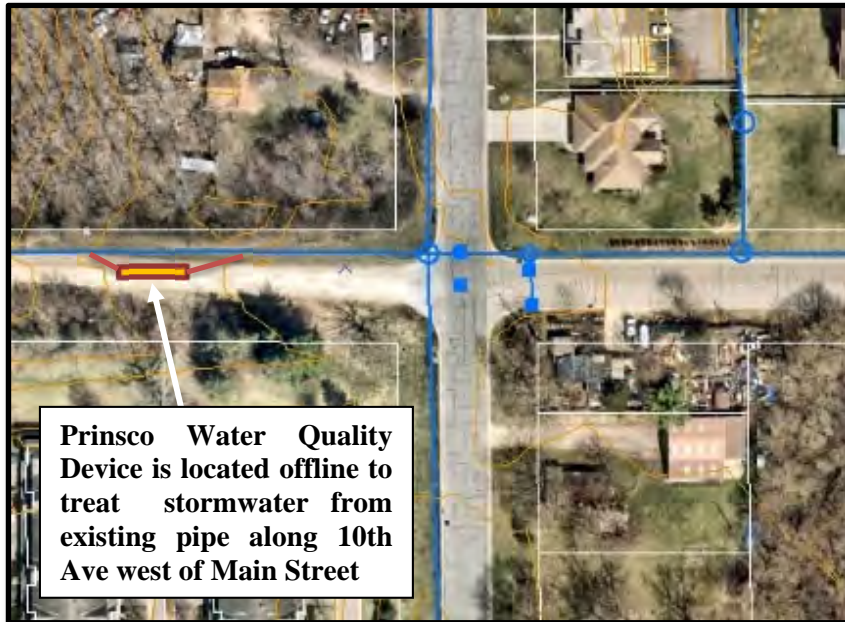 Prinsco Water Quality
Device is located offline to
treat stormwater from
existing pipe along 10th
Ave west of Main Street